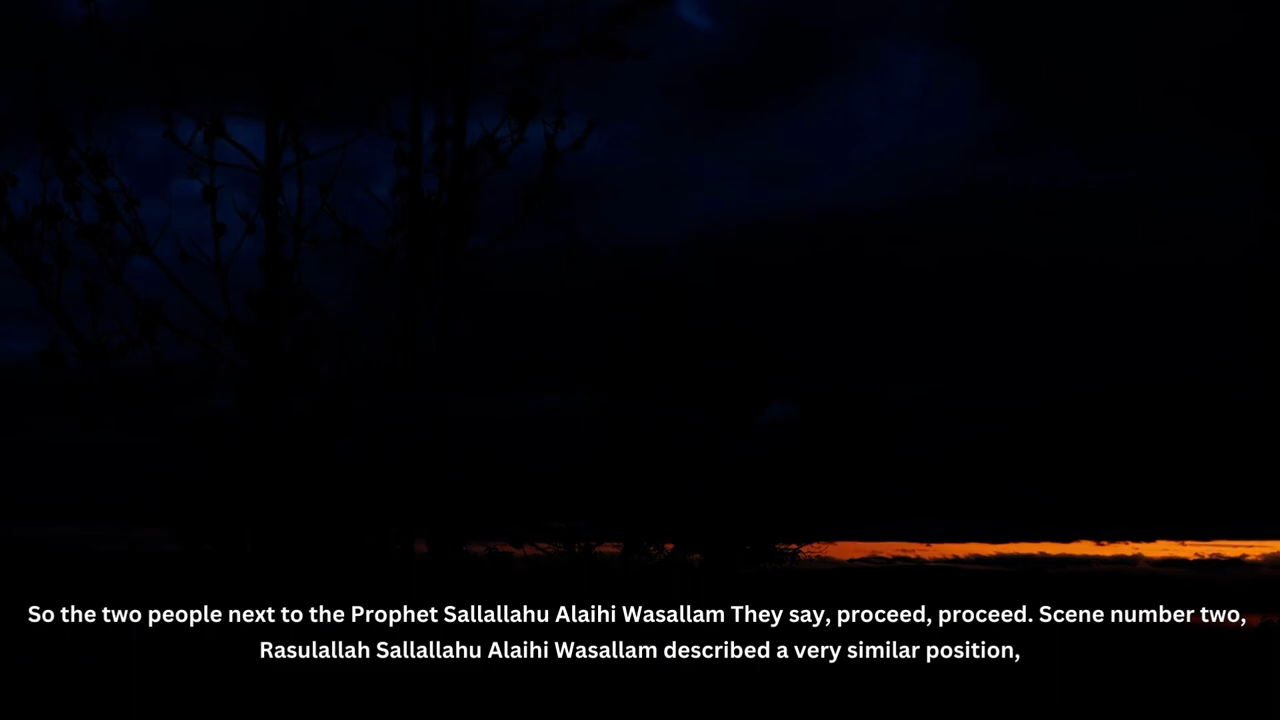 So the two people next to the Prophet Sallallahu Alaihi Wasallam They say, proceed, proceed. Scene number two,
Rasulallah Sallallahu Alaihi Wasallam described a very similar position,